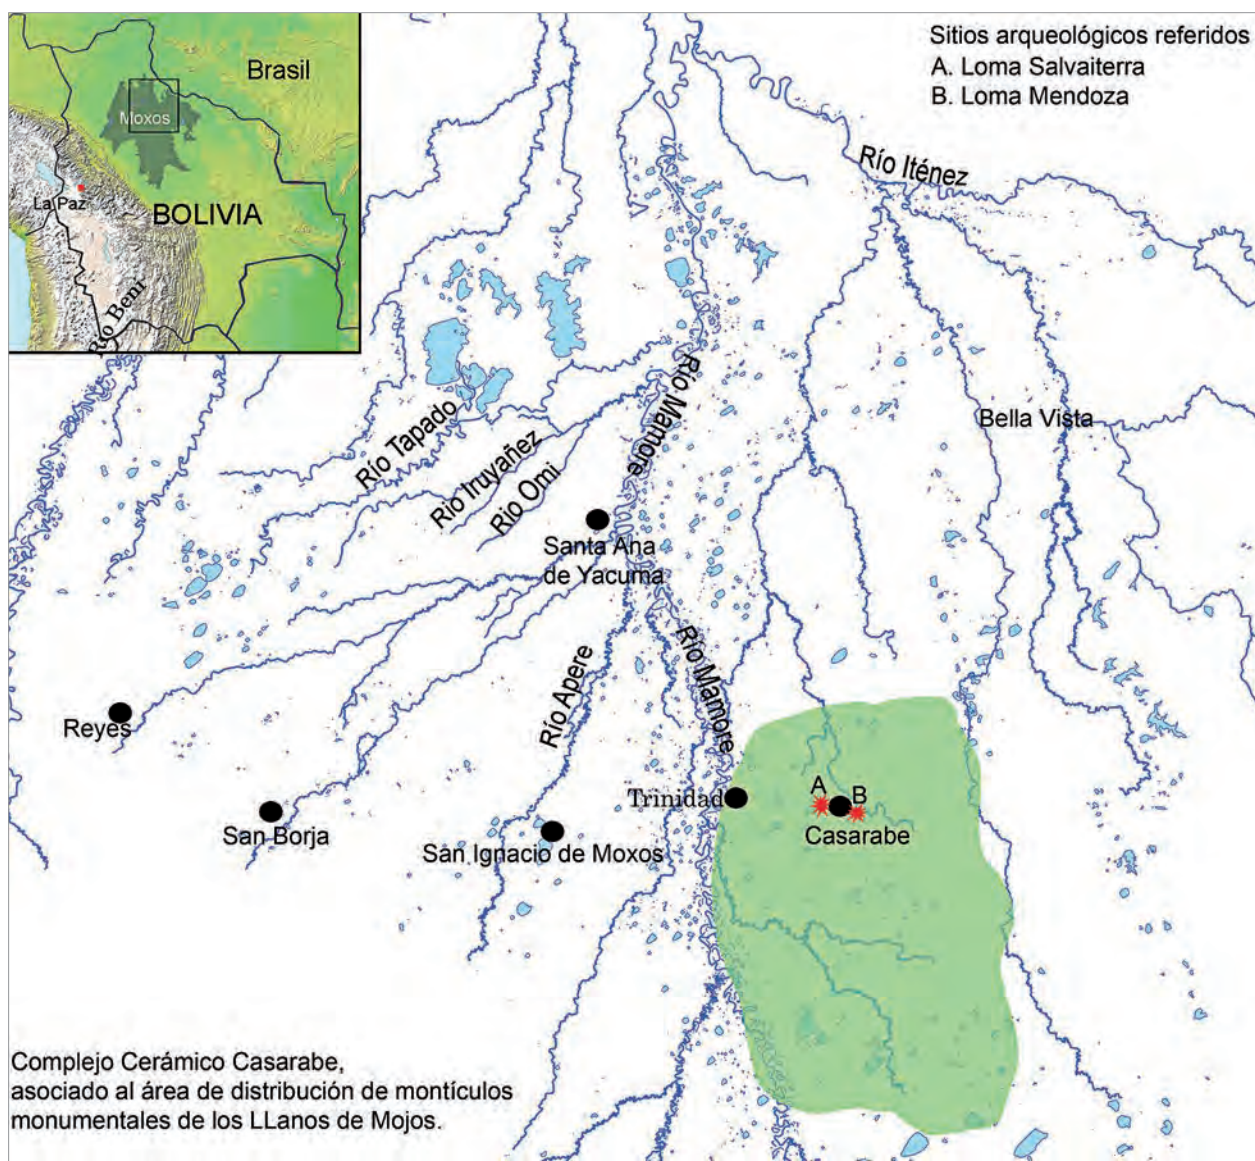 Sitios arqueológicos referidos
A. Loma Salvaiterra
B. Loma Mendoza
Brasil
Moxos
La Paz
BOLIVIA
Río Beni
Río Iténez
Río Mamore
Bella Vista
Río Tapado
Rio Iruyañez
Rio Omi
Santa Ana
de Yacuma
Río Apere
Río Mamore
Reyes
San Borja
San Ignacio de Moxos
Trinidad
A
B
Casarabe
Complejo Cerámico Casarabe,
asociado al área de distribución de montículos
monumentales de los LLanos de Mojos.